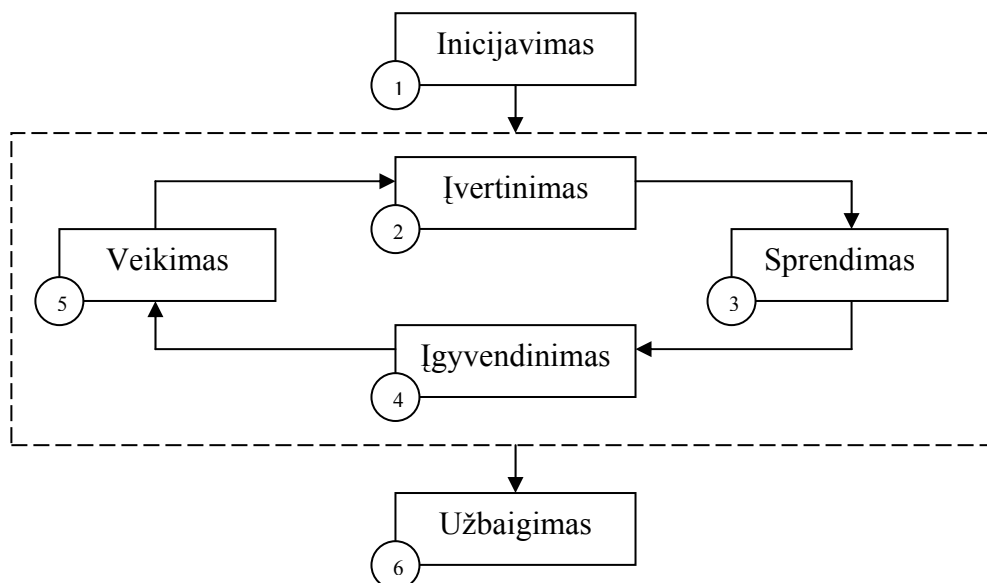 Inicijavimas
1
Įvertinimas
2
Veikimas
5
Sprendimas
3
Įgyvendinimas
4
Užbaigimas
6